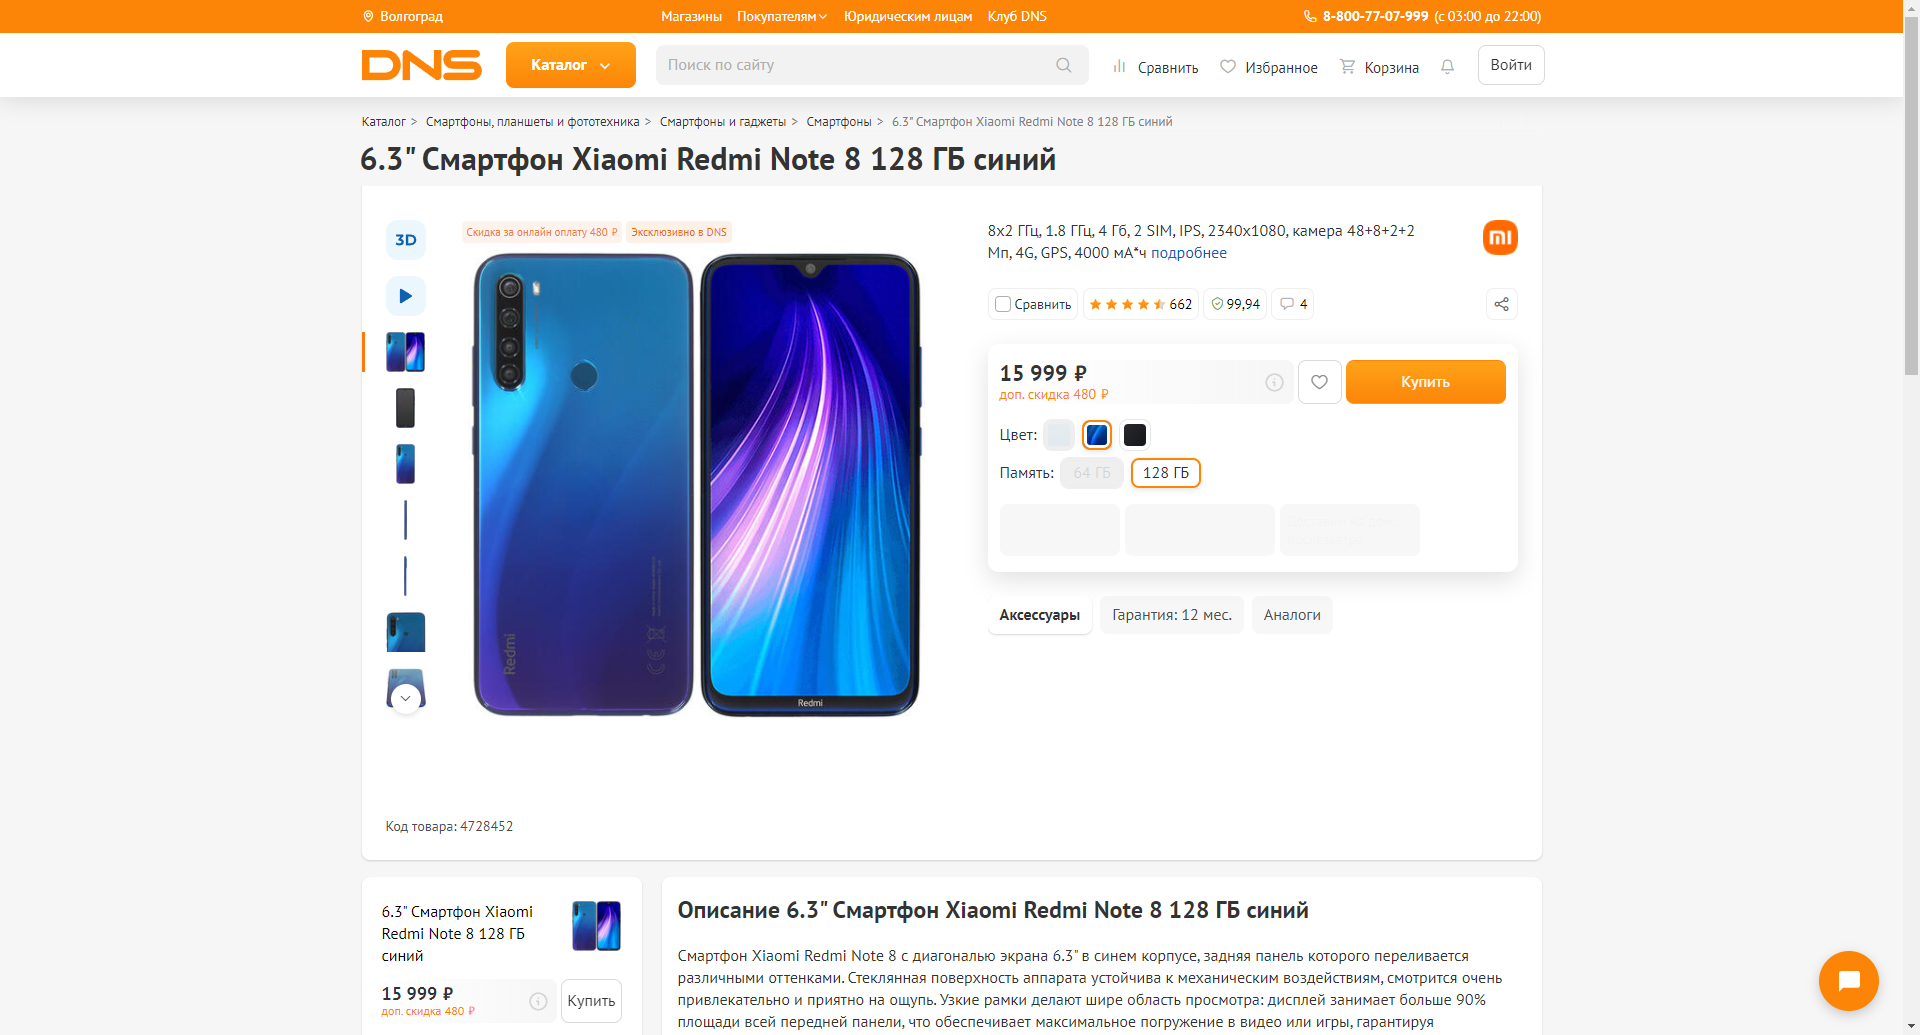 Волгоград
Магазины Покупателям Юридическим лицам Клуб DNS
8-800-77-07-999 (с 03:00 до 22:00)
DNS
Каталог
Поиск по сайту
Сравнить
Избранное
Корзина
Войти
Каталог > Смартфоны, планшеты и фототехника > Смартфоны и гаджеты > Смартфоны > 6.3" Смартфон Xiaomi Redmi Note 8 128 ГБ синий
6.3" Смартфон Xiaomi Redmi Note 8 128 ГБ синий
3D
Скидка за онлайн оплату 480 ₽
Эксклюзивно в DNS
Redmi
Redmi
8x2 ГГц, 1.8 ГГц, 4 Гб, 2 SIM, IPS, 2340x1080, камера 48+8+2+2
Мп, 4G, GPS, 4000 мА*ч подробнее
mi
Сравнить
662
99,94
4
15 999 ₽
доп. скидка 480 ₽
Купить
Цвет:
Память: 64 ГБ 128 ГБ
Аксессуары
Гарантия: 12 мес.
Аналоги
Код товара: 4728452
6.3" Смартфон Xiaomi
Redmi Note 8 128 ГБ
синий
15 999 ₽
доп. скидка 480 ₽
Купить
Описание 6.3" Смартфон Xiaomi Redmi Note 8 128 ГБ синий
Смартфон Xiaomi Redmi Note 8 с диагональю экрана 6.3" в синем корпусе, задняя панель которого переливается
различными оттенками. Стеклянная поверхность аппарата устойчива к механическим воздействиям, смотрится очень
привлекательно и приятно на ощупь. Узкие рамки делают шире область просмотра: дисплей занимает больше 90%
площади всей передней панели, что обеспечивает максимальное погружение в видео или игры, гарантируя